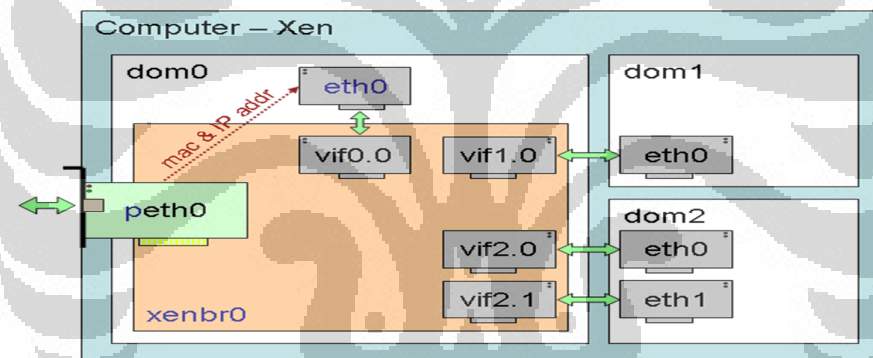 Computer – Xen
dom0
eth0
mac & IP addr
vif0.0
vif1.0
peth0
vif2.0
vif2.1
xenbr0
dom1
eth0
dom2
eth0
eth1